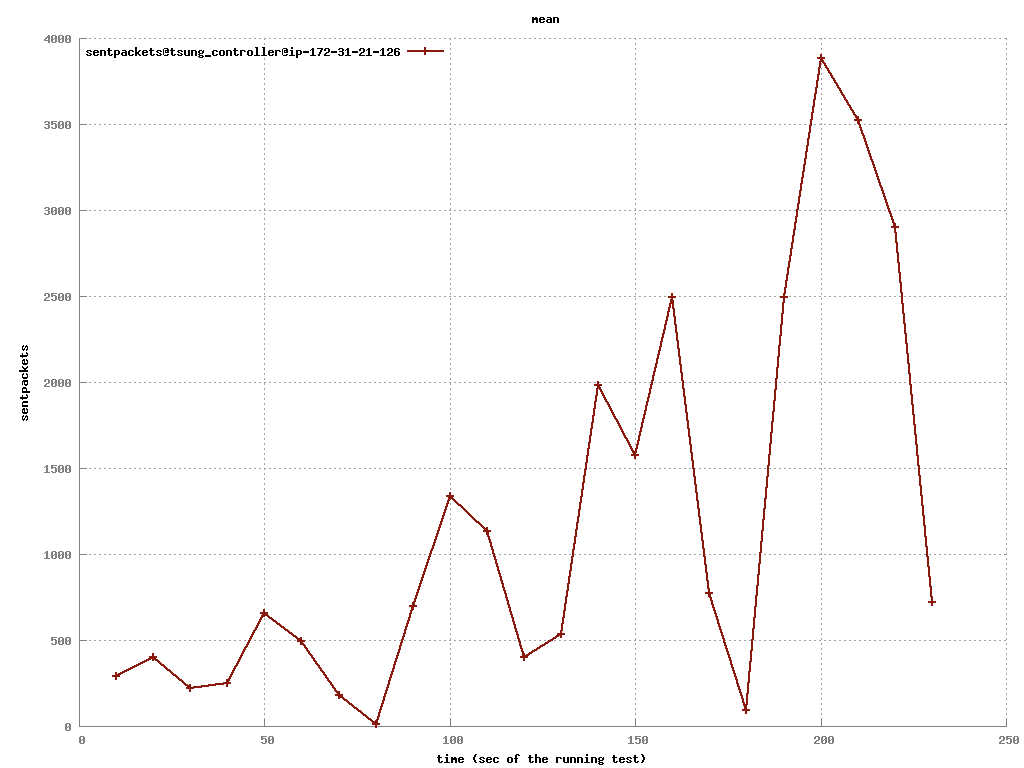 mean
4000
sentpackets@tsung_controller@ip-172-31-21-126
3500
3000
2500
sentpackets
2000
1500
1000
500
0
0 50 100 150 200 250
time (sec of the running test)